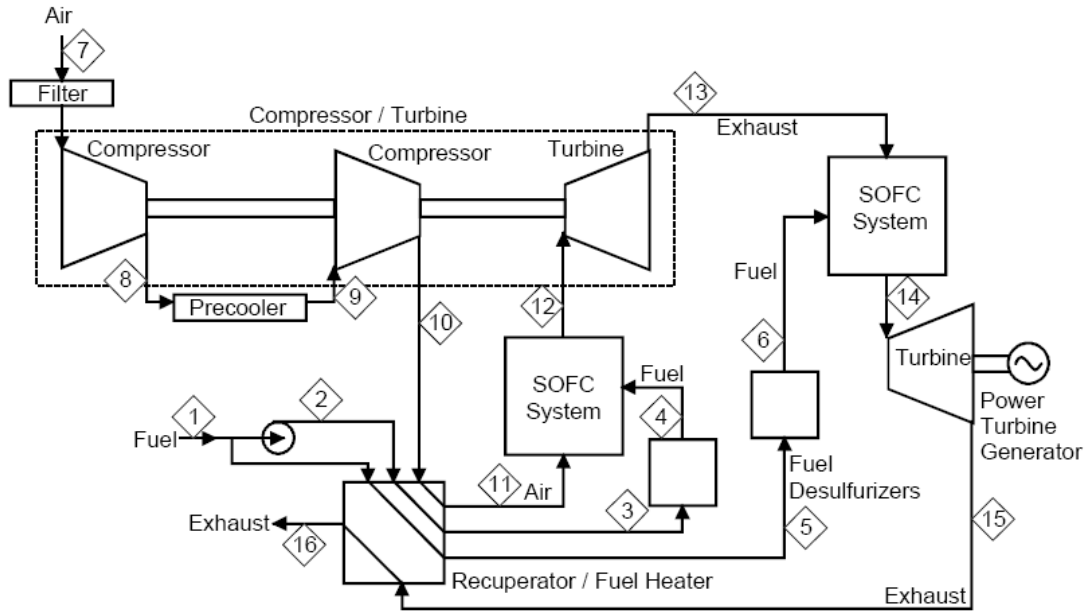 Air
7
Filter
Compressor / Turbine
Compressor
Compressor
Turbine
13
Exhaust
SOFC
System
8
Precooler
9
10
12
Fuel
6
14
Turbine
Power
Turbine
Generator
SOFC
System
Fuel
4
1
2
Fuel
11
Air
3
Fuel
Desulfurizers
5
15
Exhaust
16
Recuperator / Fuel Heater
Exhaust